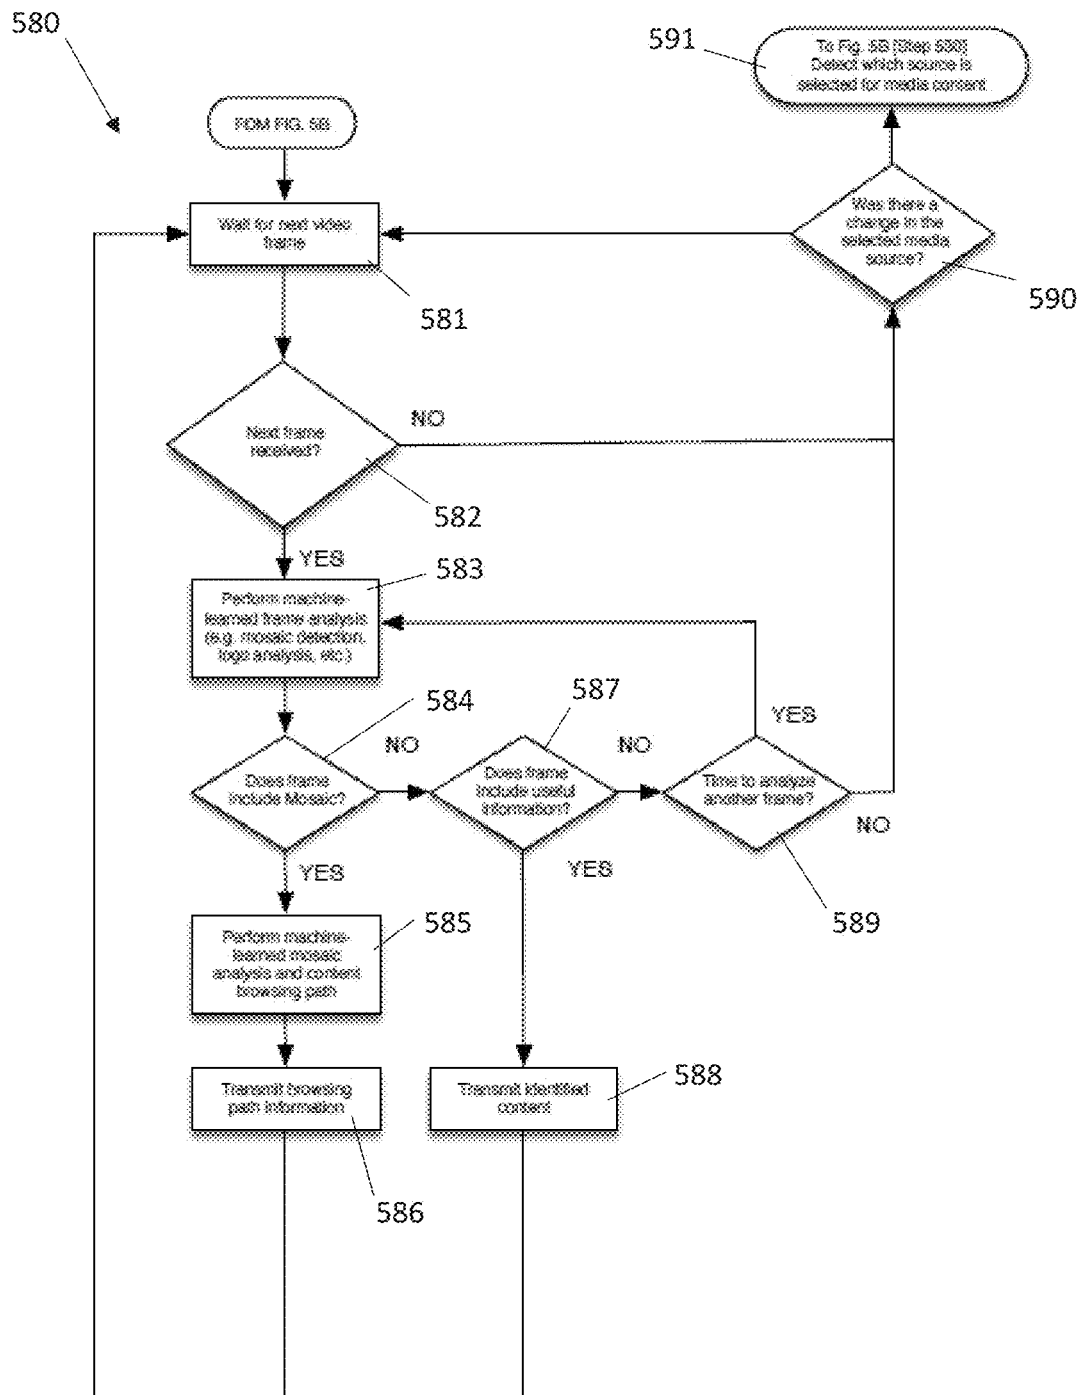 580
591
To Fig. 5B [Step 530]
Detect which source is
selected for media content
FOM FIG. 5B
Wait for next video
frame
581
Was there a
change in the
selected media
source?
590
Next frame
received?
NO
582
YES
583
Perform machine-
learned frame analysis
(e.g. mosaic detection,
logo analysis, etc.)
584
587
YES
NO
NO
Does frame
include Mosaic?
Does frame
include useful
information?
Time to analyze
another frame?
NO
YES
YES
589
585
Perform machine-
learned mosaic
analysis and content
browsing path
588
Transmit browsing
path information
Transmit identified
content
586